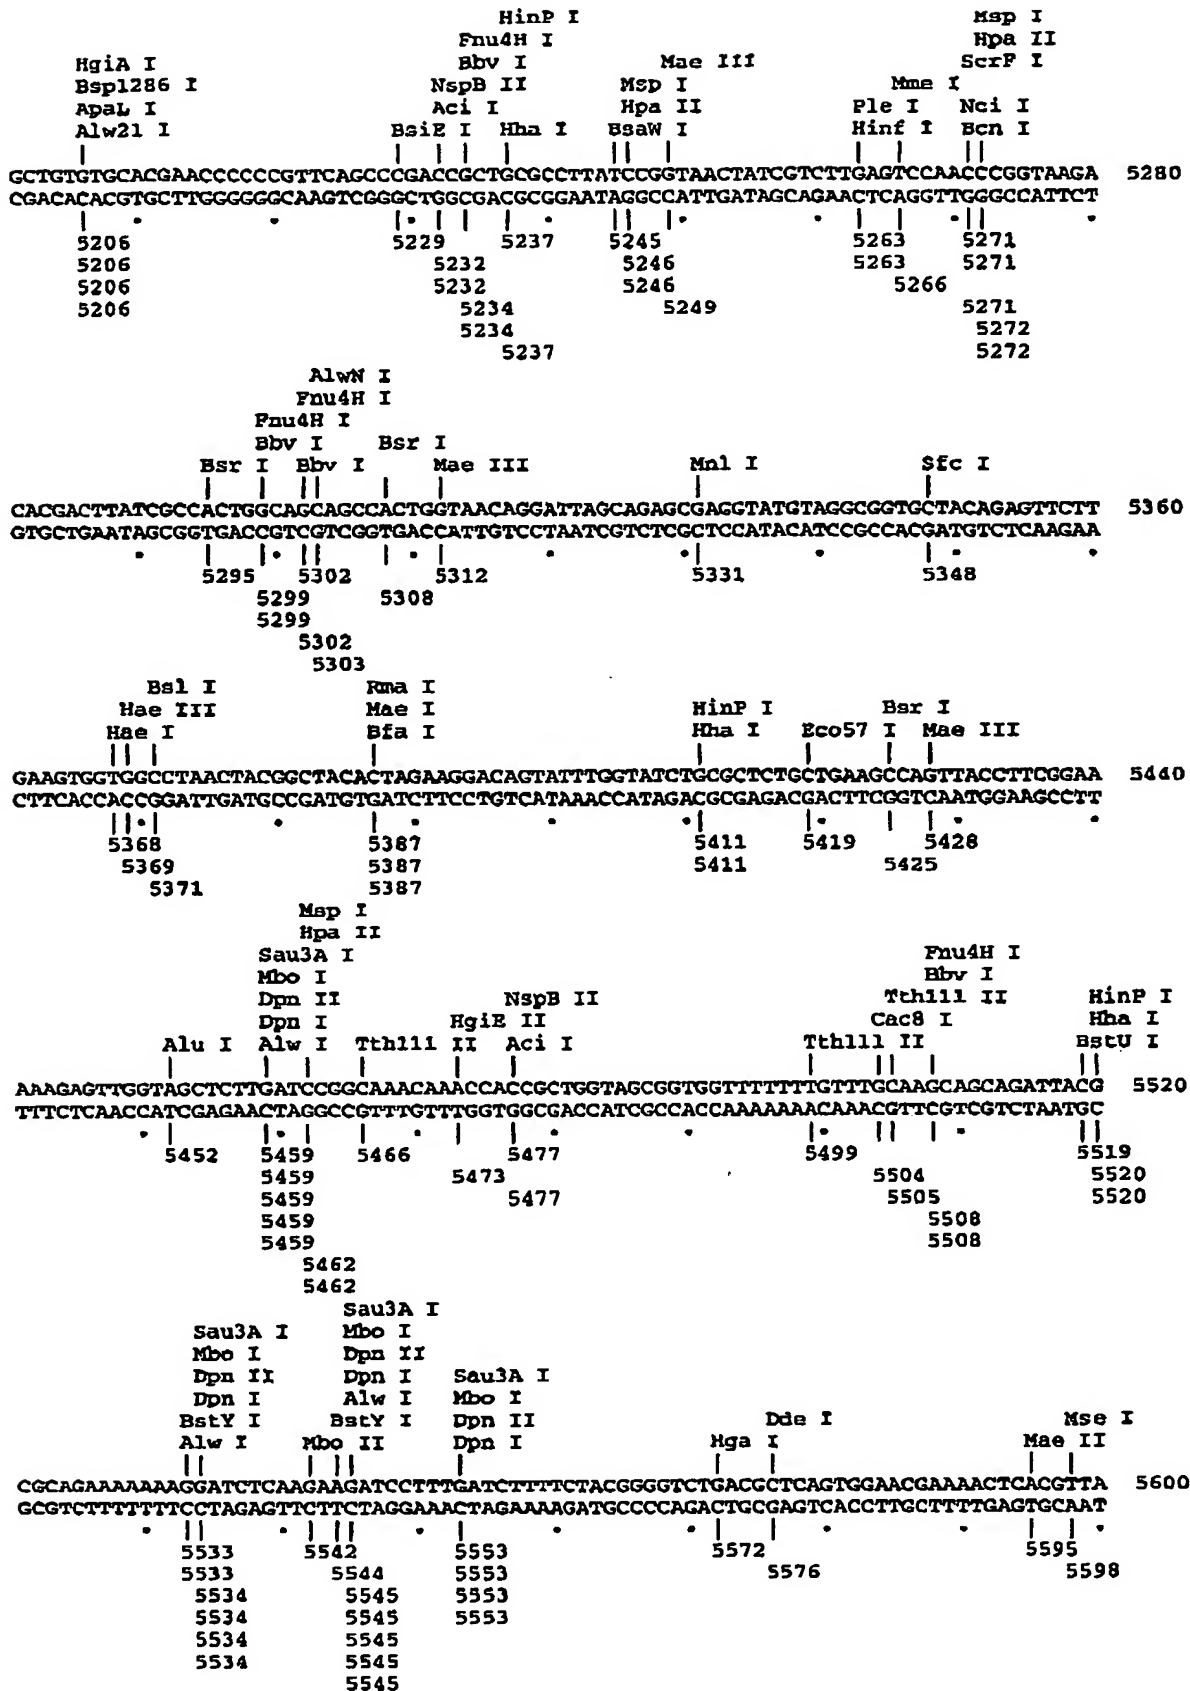 HinP I Msp I
Fnu4H I Hpa II
HgiA I Bbv I Mae III ScrF I
Bsp1286 I NspB II Msp I Mme I
ApaL I Aci I Hpa II Ple I Nci I
Alw21 I BsiE I Hha I BsaW I Hinf I Bcn I
GCTGTGTGCACGAACCCCCCGTTCAGCCCGACCGCTGCGCCTTATCCGGTAACTATCGTCTTGAGTCCAACCCGGTAAGA 5280
CGACACACGTGCTTGGGGGGCAAGTCGGGCTGGCGACGCGGAATAGGCCATTGATAGCAGAACTCAGGTTGGGCCATTCT
5206 5229 5237 5245 5263 5271
5206 5232 5246 5263 5271
5206 5232 5246 5266
5206 5234 5249 5271
5234 5272
5237 5272
AlwN I
Fnu4H I
Fnu4H I
Bbv I Bsr I
Bsr I Bbv I Mae III Mnl I Sfc I
CACGACTTATCGCCACTGGCAGCAGCCACTGGTAACAGGATTAGCAGAGCGAGGTATGTAGGCGGTGCTACAGAGTTCTT 5360
GTGCTGAATAGCGGTGACCGTCGTCGGTGACCATTGTCCTAATCGTCTCGCTCCATACATCCGCCACGATGTCTCAAGAA
5295 5302 5312 5331 5348
5299 5308
5299
5302
5303
Bsl I Rma I
Hae III Mae I HinP I Bsr I
Hae I Bfa I Hha I Eco57 I Mae III
GAAGTGGTGGCCTAACTACGGCTACACTAGAAGGACAGTATTTGGTATCTGCGCTCTGCTGAAGCCAGTTACCTTCGGAA 5440
CTTCACCACCGGATTGATGCCGATGTGATCTTCCTGTCATAAACCATAGACGCGAGACGACTTCGGTCAATGGAAGCCTT
5368 5387 5411 5419 5428
5369 5387 5411 5425
5371 5387
Msp I
Hpa II
Sau3A I Fnu4H I
Mbo I Bbv I
Dpn II NspB II Tth111 II HinP I
Dpn I HgiE II Cac8 I Hha I
Alu I Alw I Tth111 II Aci I Tth111 II BstU I
AAAGAGTTGGTAGCTCTTGATCCGGCAAACAAACCACCGCTGGTAGCGGTGGTTTTTTTGTTTGCAAGCAGCAGATTACG 5520
TTTCTCAACCATCGAGAACTAGGCCGTTTGTTTGGTGGCGACCATCGCCACCAAAAAAACAAACGTTCGTCGTCTAATGC
5452 5459 5466 5477 5499 5519
5459 5473 5504 5520
5459 5477 5505 5520
5459 5508
5459 5508
5462
5462
Sau3A I
Sau3A I Mbo I
Mbo I Dpn II
Dpn II Dpn I Sau3A I
Dpn I Alw I Mbo I
BstY I BstY I Dpn II Dde I Mse I
Alw I Mbo II Dpn I Hga I Mae II
CGCAGAAAAAAAGGATCTCAAGAAGATCCTTTGATCTTTTCTACGGGGTCTGACGCTCAGTGGAACGAAAACTCACGTTA 5600
GCGTCTTTTTTTCCTAGAGTTCTTCTAGGAAACTAGAAAAGATGCCCCAGACTGCGAGTCACCTTGCTTTTGAGTGCAAT
5533 5542 5553 5572 5595
5533 5544 5553 5576 5598
5534 5545 5553
5534 5545 5553
5534 5545
5534 5545
5545